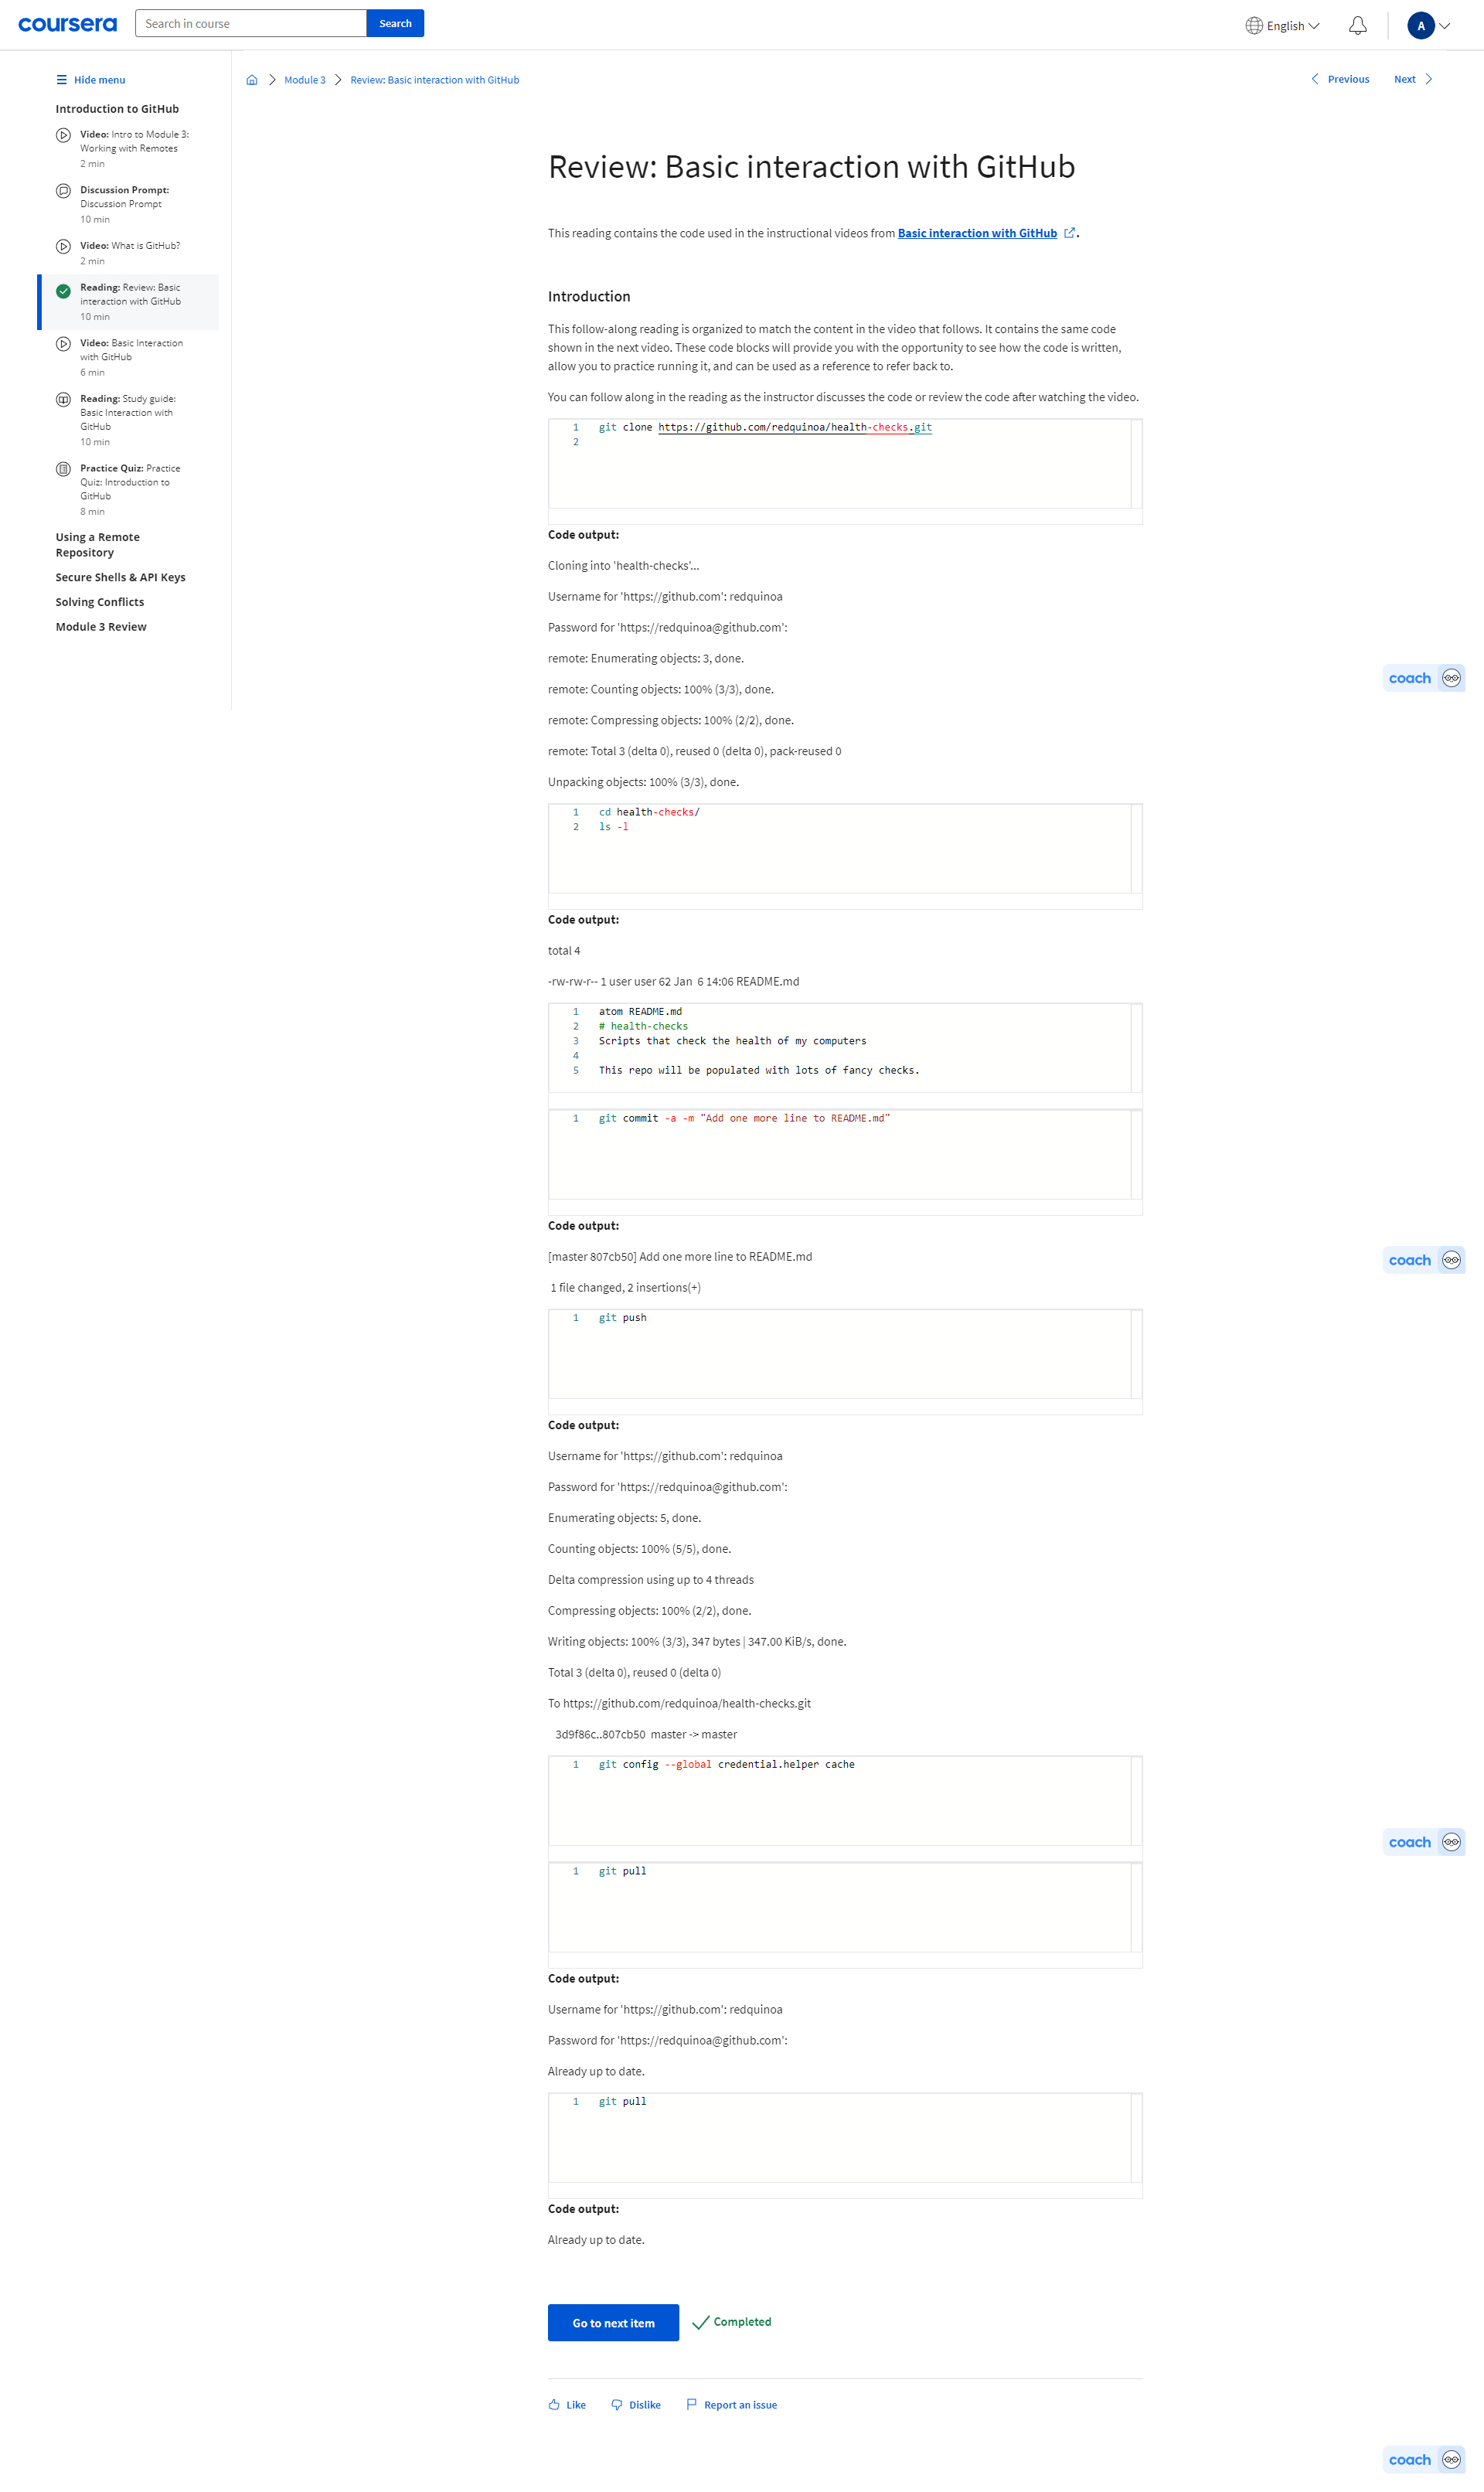 coursera
Search in course
Search
English
A
Hide menu
Introduction to GitHub
Video: Intro to Module 3:
Working with Remotes
2 min
Discussion Prompt:
Discussion Prompt
10 min
Video: What is GitHub?
2 min
Reading: Review: Basic
interaction with GitHub
10 min
Video: Basic Interaction
with GitHub
6 min
Reading: Study guide:
Basic Interaction with
GitHub
10 min
Practice Quiz: Practice
Quiz: Introduction to
GitHub
8 min
Using a Remote
Repository
Secure Shells & API Keys
Solving Conflicts
Module 3 Review
Module 3
Review: Basic interaction with GitHub
Previous
Next
Review: Basic interaction with GitHub
This reading contains the code used in the instructional videos from Basic interaction with GitHub .
Introduction
This follow-along reading is organized to match the content in the video that follows. It contains the same code
shown in the next video. These code blocks will provide you with the opportunity to see how the code is written,
allow you to practice running it, and can be used as a reference to refer back to.
You can follow along in the reading as the instructor discusses the code or review the code after watching the video.
1 git clone https://github.com/redquinoa/health-checks.git
2
Code output:
Cloning into 'health-checks'...
Username for 'https://github.com': redquinoa
Password for 'https://redquinoa@github.com':
remote: Enumerating objects: 3, done.
coach
remote: Counting objects: 100% (3/3), done.
remote: Compressing objects: 100% (2/2), done.
remote: Total 3 (delta 0), reused 0 (delta 0), pack-reused 0
Unpacking objects: 100% (3/3), done.
1 cd health-checks/
2 ls -l
Code output:
total 4
-rw-rw-r-- 1 user user 62 Jan  6 14:06 README.md
1 atom README.md
2 # health-checks
3 Scripts that check the health of my computers
4
5 This repo will be populated with lots of fancy checks.
1 git commit -a -m "Add one more line to README.md"
Code output:
[master 807cb50] Add one more line to README.md
coach
1 file changed, 2 insertions(+)
1 git push
Code output:
Username for 'https://github.com': redquinoa
Password for 'https://redquinoa@github.com':
Enumerating objects: 5, done.
Counting objects: 100% (5/5), done.
Delta compression using up to 4 threads
Compressing objects: 100% (2/2), done.
Writing objects: 100% (3/3), 347 bytes | 347.00 KiB/s, done.
Total 3 (delta 0), reused 0 (delta 0)
To https://github.com/redquinoa/health-checks.git
3d9f86c..807cb50  master -> master
1 git config --global credential.helper cache
coach
1 git pull
Code output:
Username for 'https://github.com': redquinoa
Password for 'https://redquinoa@github.com':
Already up to date.
1 git pull
Code output:
Already up to date.
Go to next item
Completed
Like
Dislike
Report an issue
coach